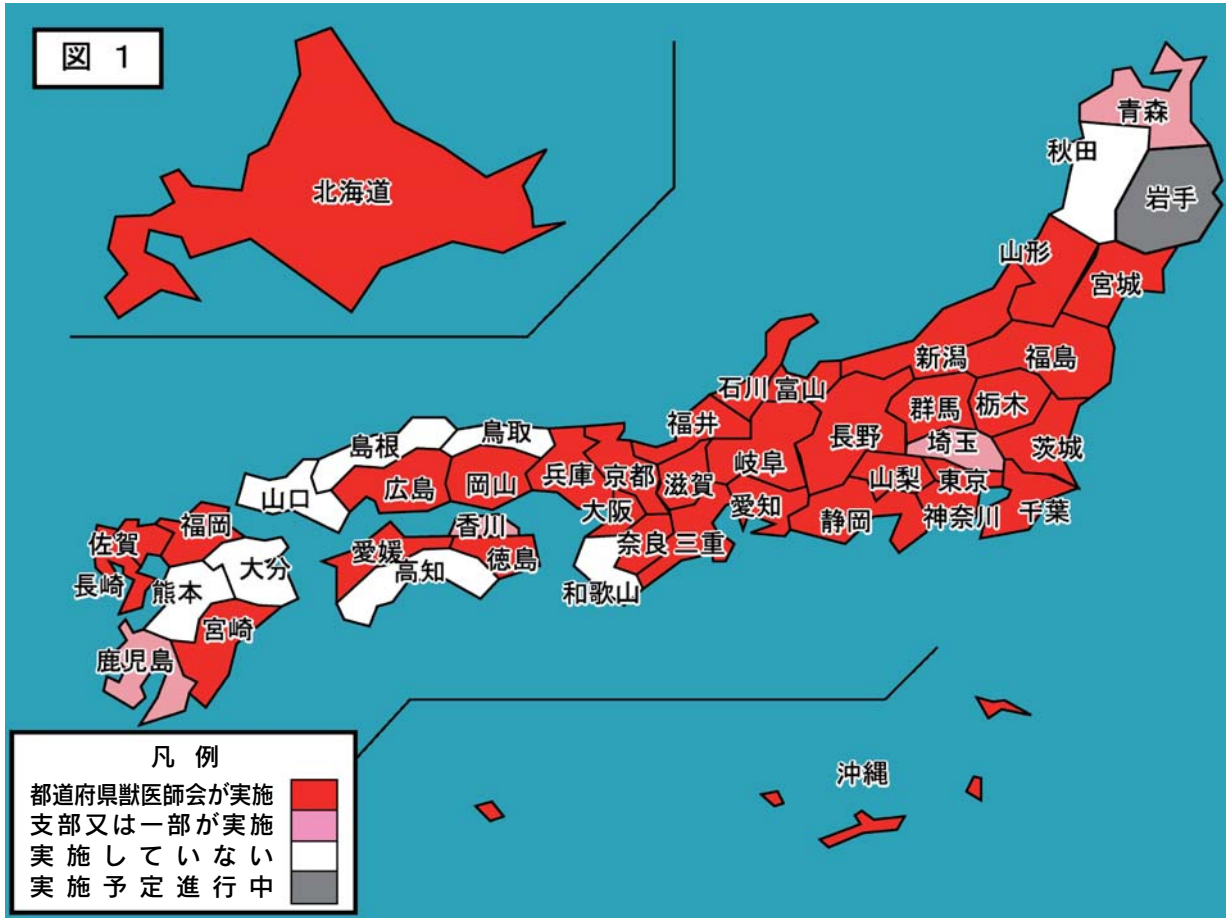 図 1
北海道
青森
秋田
岩手
山形
宮城
新潟
福島
石川
富山
福井
群馬
栃木
長野
埼玉
茨城
岐阜
山梨
東京
島根
鳥取
兵庫
京都
滋賀
愛知
静岡
神奈川
千葉
山口
広島
岡山
大阪
奈良
三重
香川
福岡
佐賀
愛媛
徳島
高知
和歌山
長崎
熊本
大分
宮崎
鹿児島
沖縄
凡 例
都道府県獣医師会が実施
支部又は一部が実施
実施していない
実施予定進行中